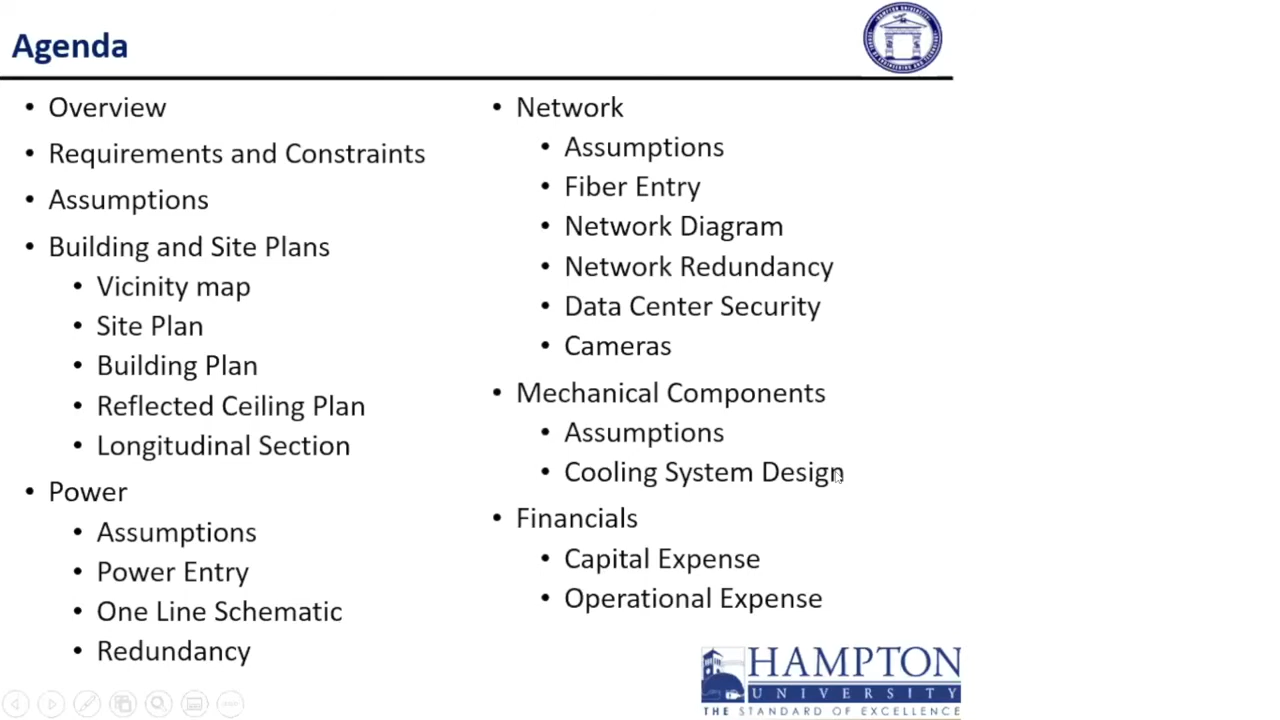 Agenda
• Overview
• Requirements and Constraints
• Assumptions
• Building and Site Plans
• Vicinity map
• Site Plan
• Building Plan
• Reflected Ceiling Plan
• Longitudinal Section
• Power
• Assumptions
• Power Entry
• One Line Schematic
• Redundancy
• Network
• Assumptions
• Fiber Entry
• Network Diagram
• Network Redundancy
• Data Center Security
• Cameras
• Mechanical Components
• Assumptions
• Cooling System Design
• Financials
• Capital Expense
• Operational Expense
HAMPTON
UNIVERSITY
THE STANDARD OF EXCELLENCE